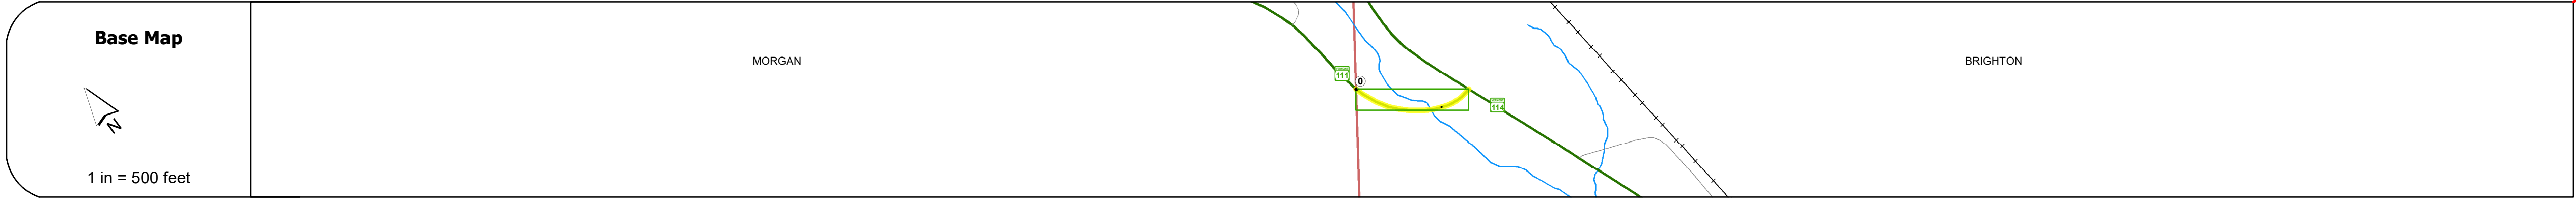 Base Map
N
1 in = 500 feet
MORGAN
111
0
114
BRIGHTON